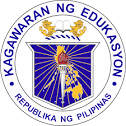 KAGAWARAN NG EDUKASYON
REPUBLIKA NG PILIPINAS